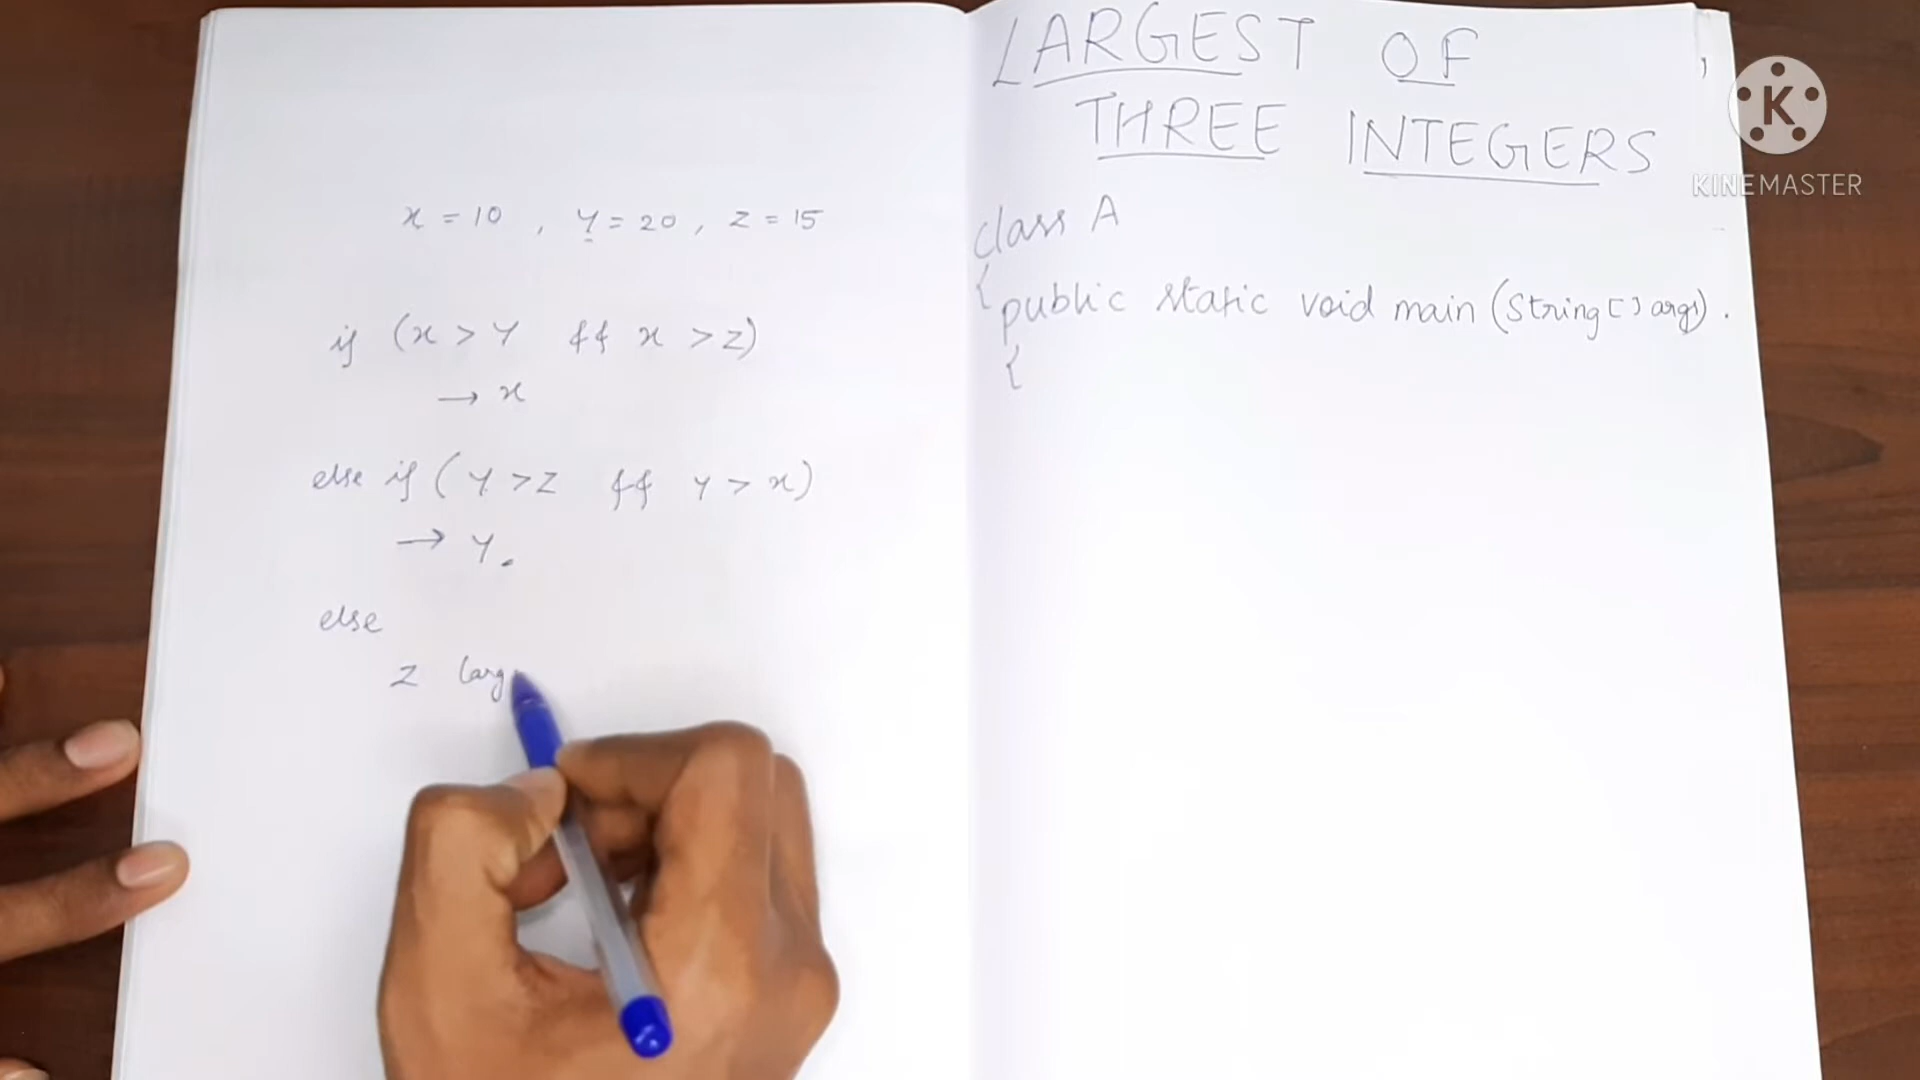 x = 10 , Y = 20 , Z = 15
if (x > Y && x > Z)
→ x
else if ( Y > Z && Y > x)
→ Y.
else
Z larg
LARGEST OF
THREE INTEGERS
class A
{
public static void main (String [] args) .
{
K
KINEMASTER